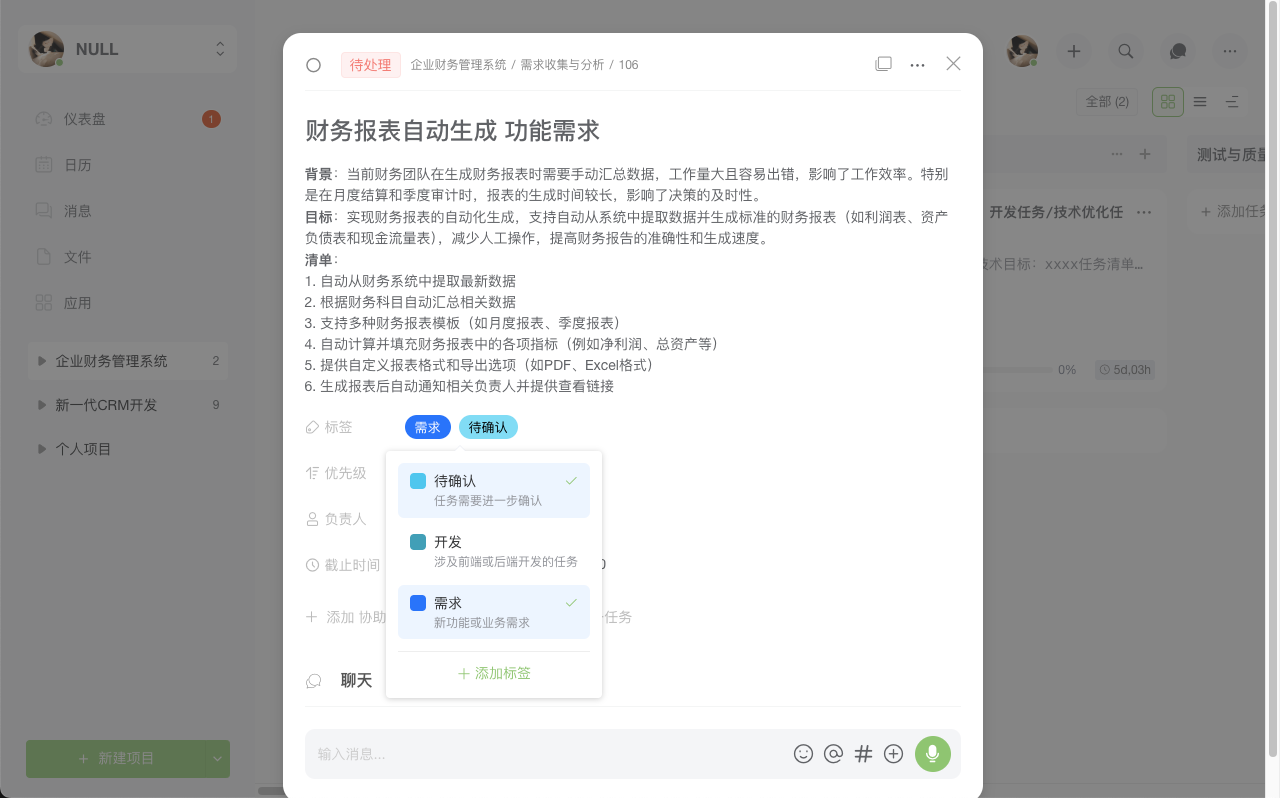 NULL
仪表盘
1
日历
消息
文件
应用
企业财务管理系统
2
新一代CRM开发
9
个人项目
新建项目
待处理
企业财务管理系统 / 需求收集与分析 / 106
财务报表自动生成 功能需求
背景：当前财务团队在生成财务报表时需要手动汇总数据，工作量大且容易出错，影响了工作效率。特别
是在月度结算和季度审计时，报表的生成时间较长，影响了决策的及时性。
目标：实现财务报表的自动化生成，支持自动从系统中提取数据并生成标准的财务报表（如利润表、资产
负债表和现金流量表），减少人工操作，提高财务报告的准确性和生成速度。
清单：
1. 自动从财务系统中提取最新数据
2. 根据财务科目自动汇总相关数据
3. 支持多种财务报表模板（如月度报表、季度报表）
4. 自动计算并填充财务报表中的各项指标（例如净利润、总资产等）
5. 提供自定义报表格式和导出选项（如PDF、Excel格式）
6. 生成报表后自动通知相关负责人并提供查看链接
标签
需求
待确认
优先级
负责人
截止时间
添加 协助
任务
待确认
任务需要进一步确认
开发
涉及前端或后端开发的任务
需求
新功能或业务需求
添加标签
聊天
输入消息...
全部 (2)
测试与质
开发任务/技术优化任
添加任
术目标：xxxx任务清单...
0%
5d,03h